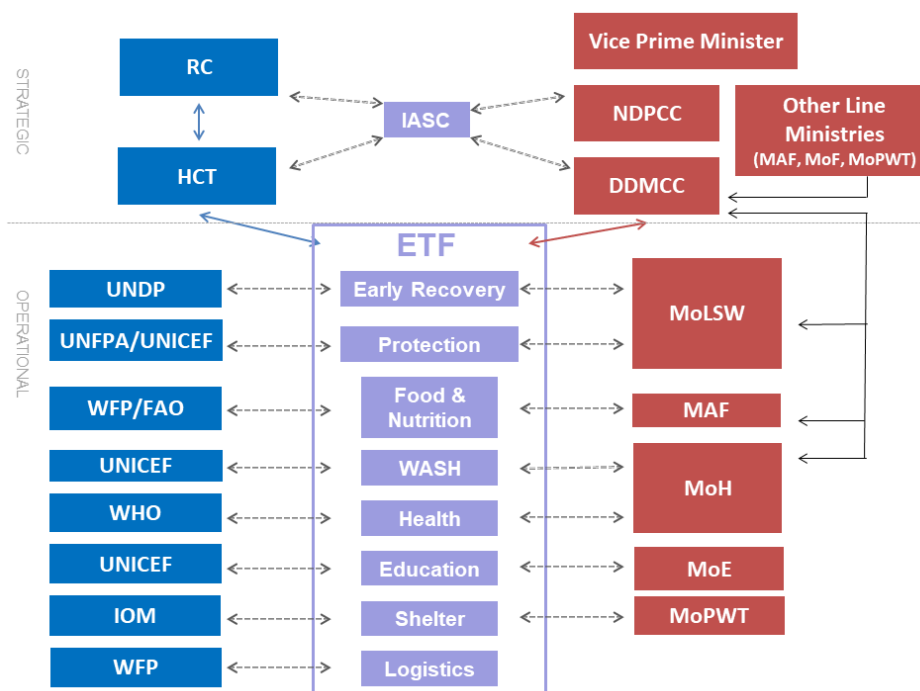 STRATEGIC
RC
HCT
IASC
Vice Prime Minister
NDPCC
DDMCC
Other Line
Ministries
(MAF, MoF, MoPWT)
OPERATIONAL
ETF
UNDP
Early Recovery
MoLSW
UNFPA/UNICEF
Protection
WFP/FAO
Food &
Nutrition
MAF
UNICEF
WASH
MoH
WHO
Health
UNICEF
Education
MoE
IOM
Shelter
MoPWT
WFP
Logistics